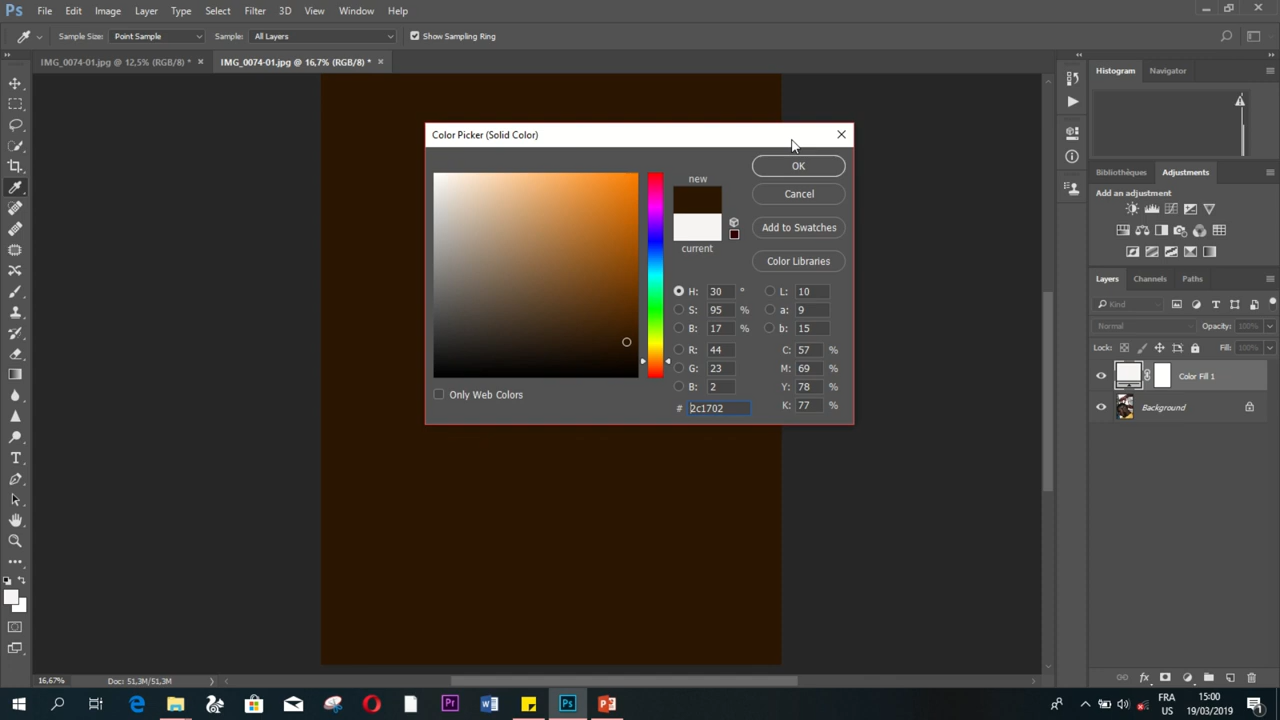 Ps File Edit Image Layer Type Select Filter 3D View Window Help
Sample Size: Point Sample Sample: All Layers Show Sampling Ring
IMG_0074-01.jpg @ 12,5% (RGB/8) * × IMG_0074-01.jpg @ 16,7% (RGB/8) * ×
Histogram Navigator
Color Picker (Solid Color)
OK
new
Cancel
current
Add to Swatches
Color Libraries
H: 30 ° L: 10
S: 95 % a: 9
B: 17 % b: 15
R: 44 C: 57 %
G: 23 M: 69 %
B: 2 Y: 78 %
# 2c1702 K: 77 %
Only Web Colors
Bibliothèques Adjustments
Add an adjustment
Layers Channels Paths
Kind
Normal Opacity: 100%
Lock: Fill: 100%
Color Fill 1
Background
16,67% Doc: 51,3M/51,3M
FRA 15:00
US 19/03/2019